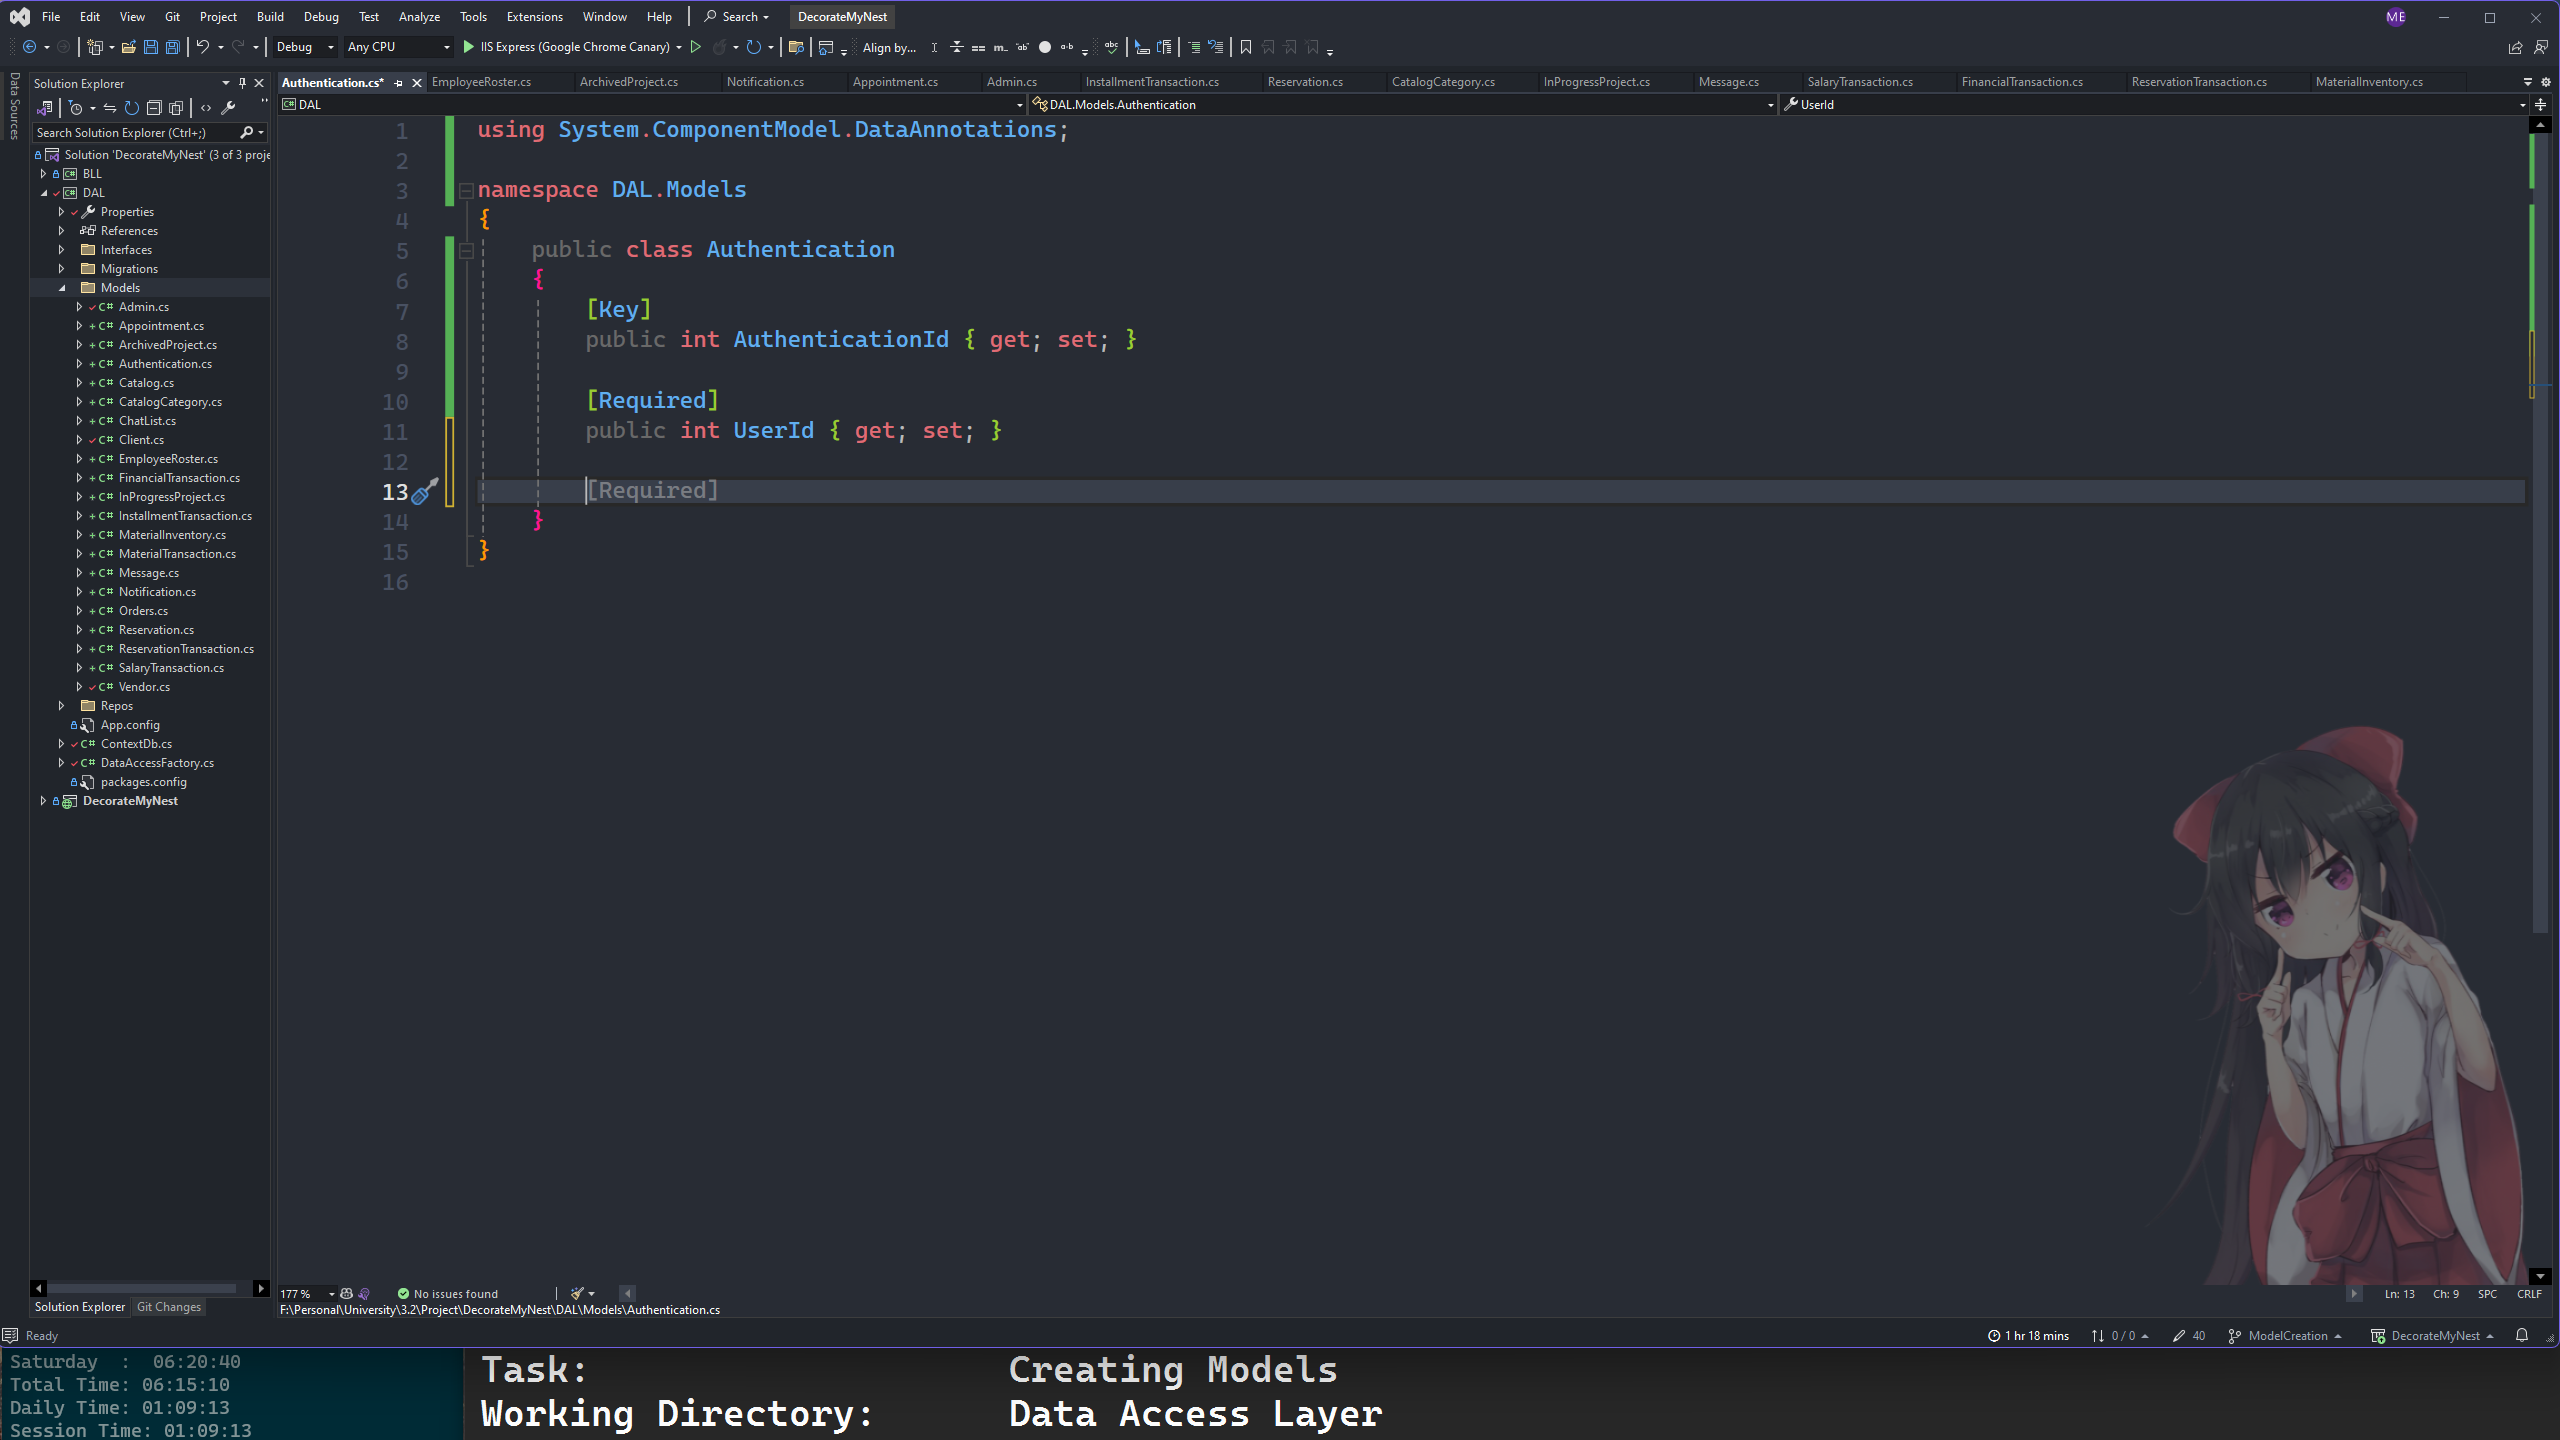 File Edit View Git Project Build Debug Test Analyze Tools Extensions Window Help Search DecorateMyNest ME
Debug Any CPU IIS Express (Google Chrome Canary) Align by...
Data Sources
Solution Explorer
Search Solution Explorer (Ctrl+;)
Solution 'DecorateMyNest' (3 of 3 proje
BLL
DAL
Properties
References
Interfaces
Migrations
Models
C# Admin.cs
C# Appointment.cs
C# ArchivedProject.cs
C# Authentication.cs
C# Catalog.cs
C# CatalogCategory.cs
C# ChatList.cs
C# Client.cs
C# EmployeeRoster.cs
C# FinancialTransaction.cs
C# InProgressProject.cs
C# InstallmentTransaction.cs
C# MaterialInventory.cs
C# MaterialTransaction.cs
C# Message.cs
C# Notification.cs
C# Orders.cs
C# Reservation.cs
C# ReservationTransaction.cs
C# SalaryTransaction.cs
C# Vendor.cs
Repos
App.config
C# ContextDb.cs
C# DataAccessFactory.cs
packages.config
DecorateMyNest
Solution Explorer Git Changes
Authentication.cs* EmployeeRoster.cs ArchivedProject.cs Notification.cs Appointment.cs Admin.cs InstallmentTransaction.cs Reservation.cs CatalogCategory.cs InProgressProject.cs Message.cs SalaryTransaction.cs FinancialTransaction.cs ReservationTransaction.cs MaterialInventory.cs
DAL DAL.Models.Authentication UserId
1 using System.ComponentModel.DataAnnotations;
2
3 namespace DAL.Models
4 {
5 public class Authentication
6 {
7 [Key]
8 public int AuthenticationId { get; set; }
9
10 [Required]
11 public int UserId { get; set; }
12
13 [Required]
14 }
15 }
16
177 % No issues found Ln: 13 Ch: 9 SPC CRLF
F:\Personal\University\3.2\Project\DecorateMyNest\DAL\Models\Authentication.cs
Ready 1 hr 18 mins 0 / 0 40 ModelCreation DecorateMyNest
Saturday : 06:20:40
Total Time: 06:15:10
Daily Time: 01:09:13
Session Time: 01:09:13
Task: Creating Models
Working Directory: Data Access Layer